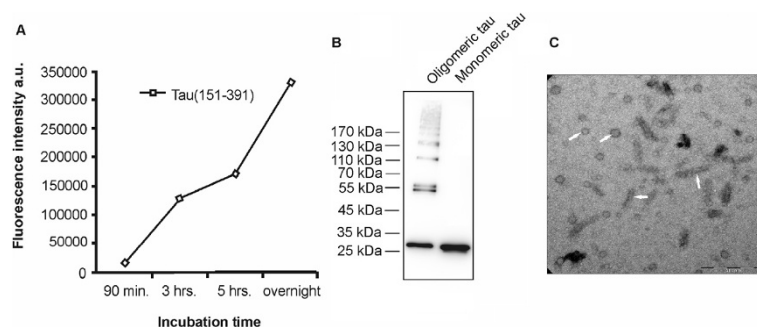 A
Fluorescence intensity a.u.
350000
300000
250000
200000
150000
100000
50000
0
Tau(151-391)
90 min.
3 hrs.
5 hrs.
overnight
Incubation time
B
Oligomeric tau
Monomeric tau
170 kDa
130 kDa
110 kDa
70 kDa
55 kDa
45 kDa
35 kDa
25 kDa
C